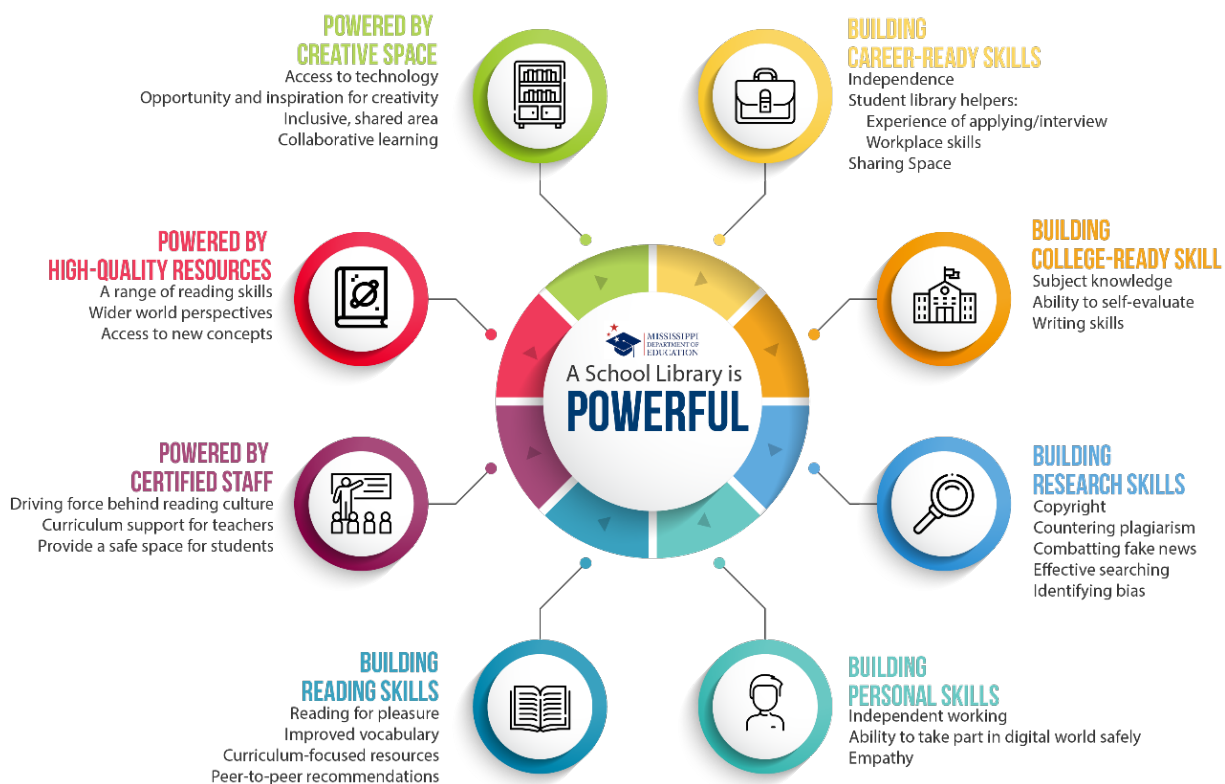 POWERED BY
CREATIVE SPACE
Access to technology
Opportunity and inspiration for creativity
Inclusive, shared area
Collaborative learning
BUILDING
CAREER-READY SKILLS
Independence
Student library helpers:
Experience of applying/interview
Workplace skills
Sharing Space
POWERED BY
HIGH-QUALITY RESOURCES
A range of reading skills
Wider world perspectives
Access to new concepts
BUILDING
COLLEGE-READY SKILL
Subject knowledge
Ability to self-evaluate
Writing skills
MISSISSIPPI
DEPARTMENT OF
EDUCATION
A School Library is
POWERFUL
POWERED BY
CERTIFIED STAFF
Driving force behind reading culture
Curriculum support for teachers
Provide a safe space for students
BUILDING
RESEARCH SKILLS
Copyright
Countering plagiarism
Combatting fake news
Effective searching
Identifying bias
BUILDING
READING SKILLS
Reading for pleasure
Improved vocabulary
Curriculum-focused resources
Peer-to-peer recommendations
BUILDING
PERSONAL SKILLS
Independent working
Ability to take part in digital world safely
Empathy